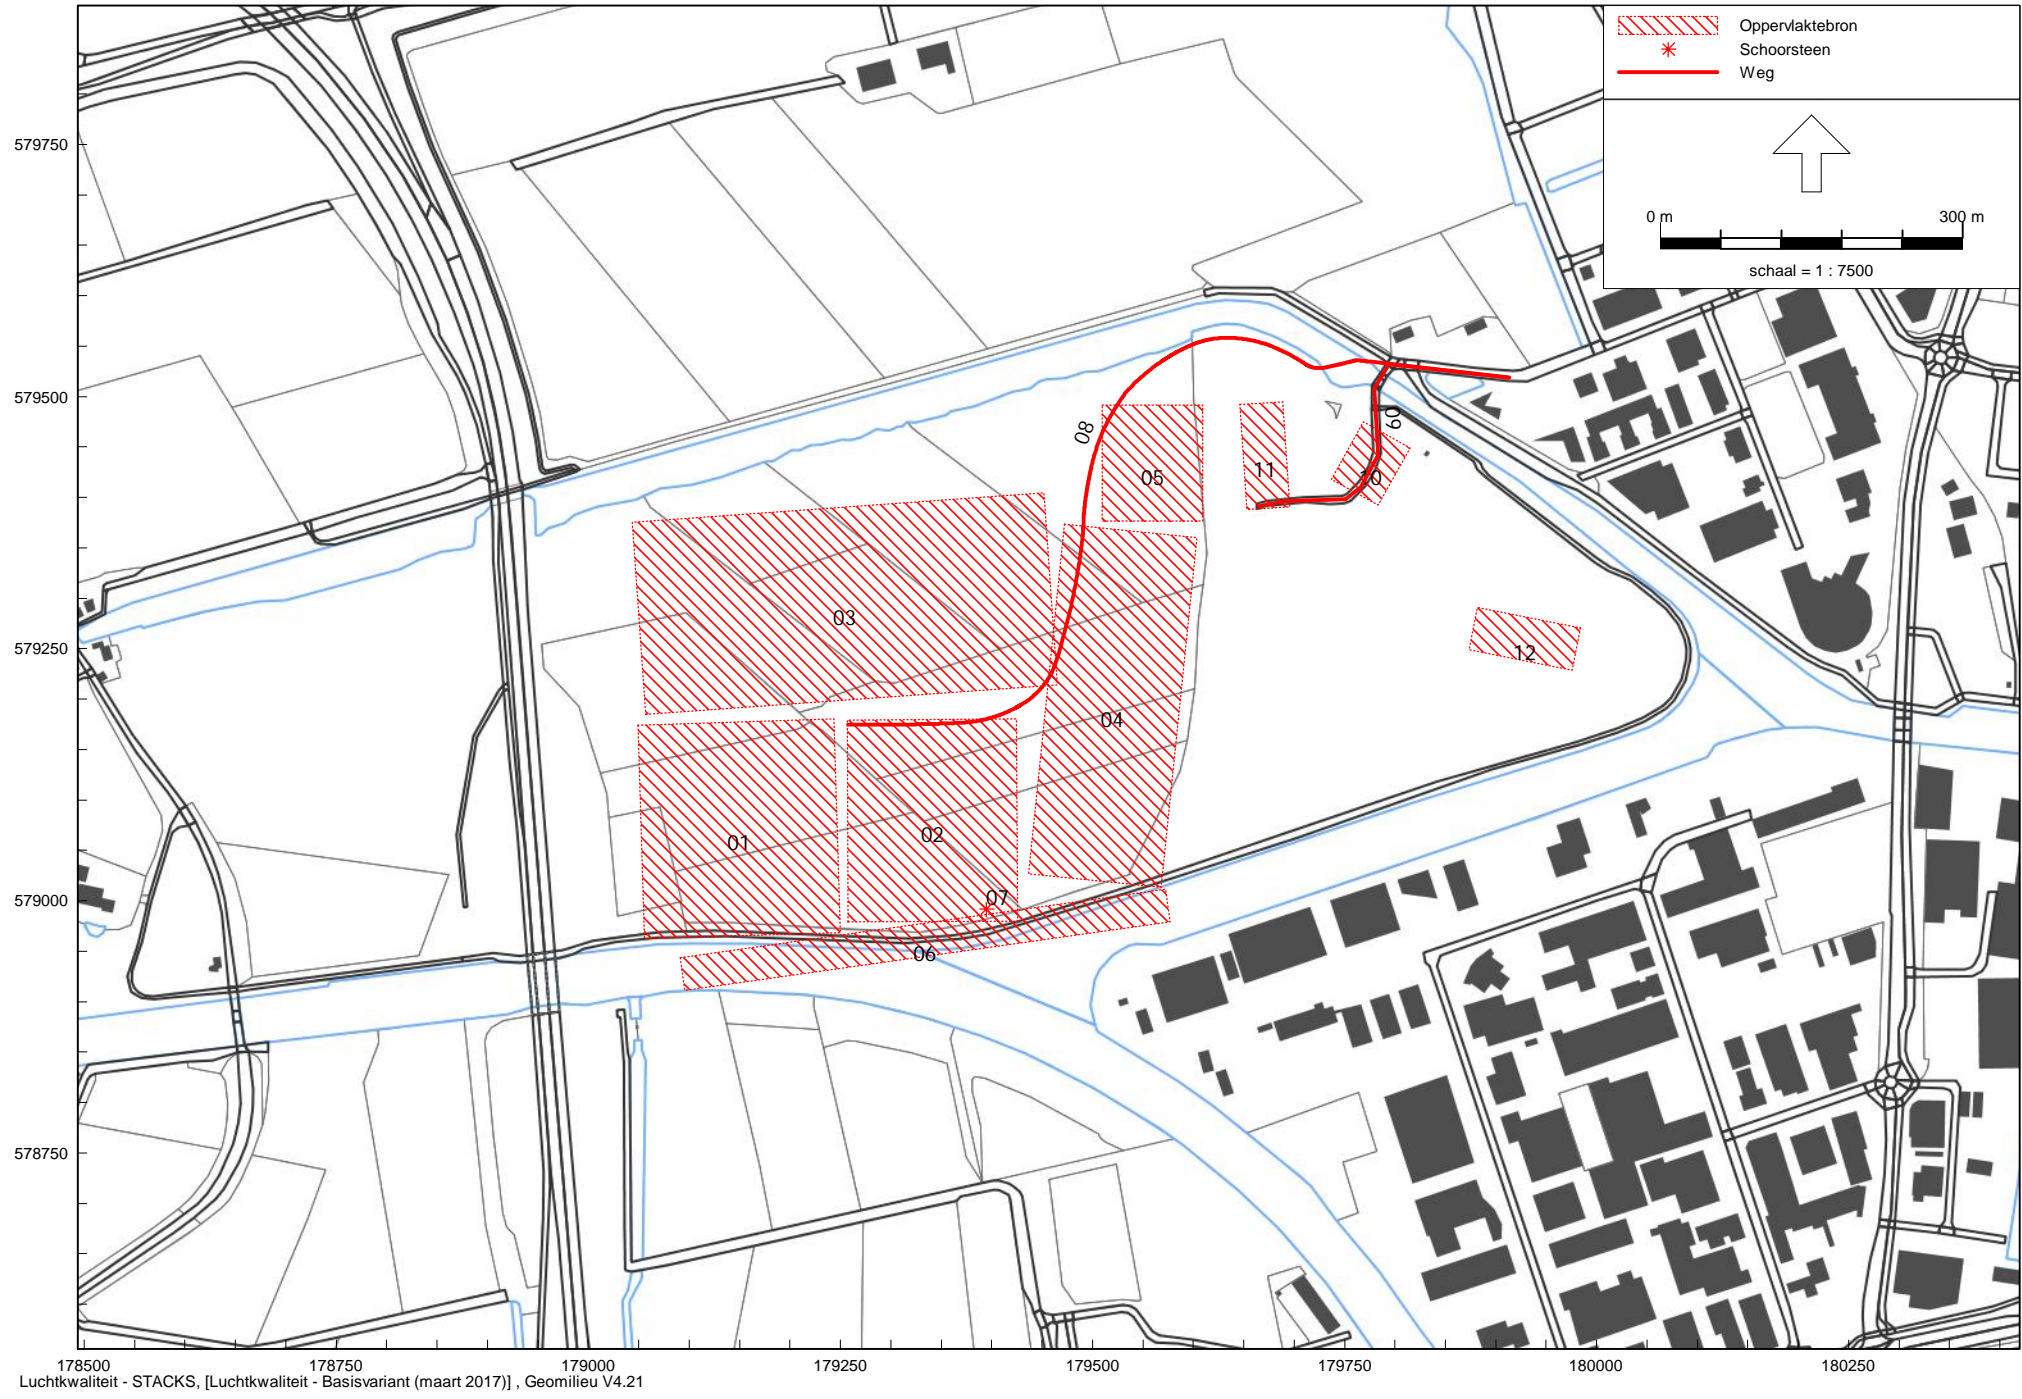 Oppervlaktebron
Schoorsteen
Weg
0 m 300 m
schaal = 1 : 7500
579750
579500
579250
579000
578750
08
09
05
11
10
03
12
04
01
02
07
06
178500 178750 179000 179250 179500 179750 180000 180250
Luchtkwaliteit - STACKS, [Luchtkwaliteit - Basisvariant (maart 2017)] , Geomilieu V4.21